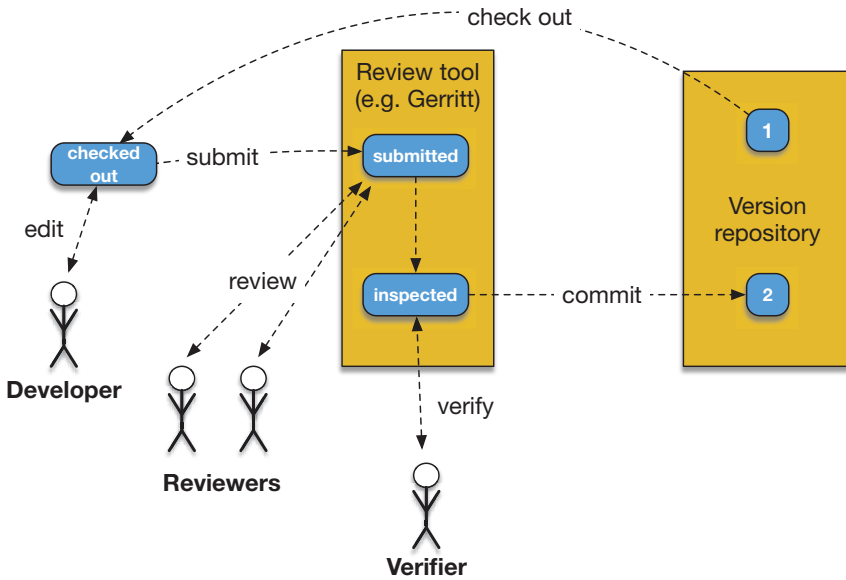 check out
Review tool
(e.g. Gerritt)
1
checked
out
submit
submitted
Version
repository
edit
review
inspected
commit
2
Developer
verify
Reviewers
Verifier